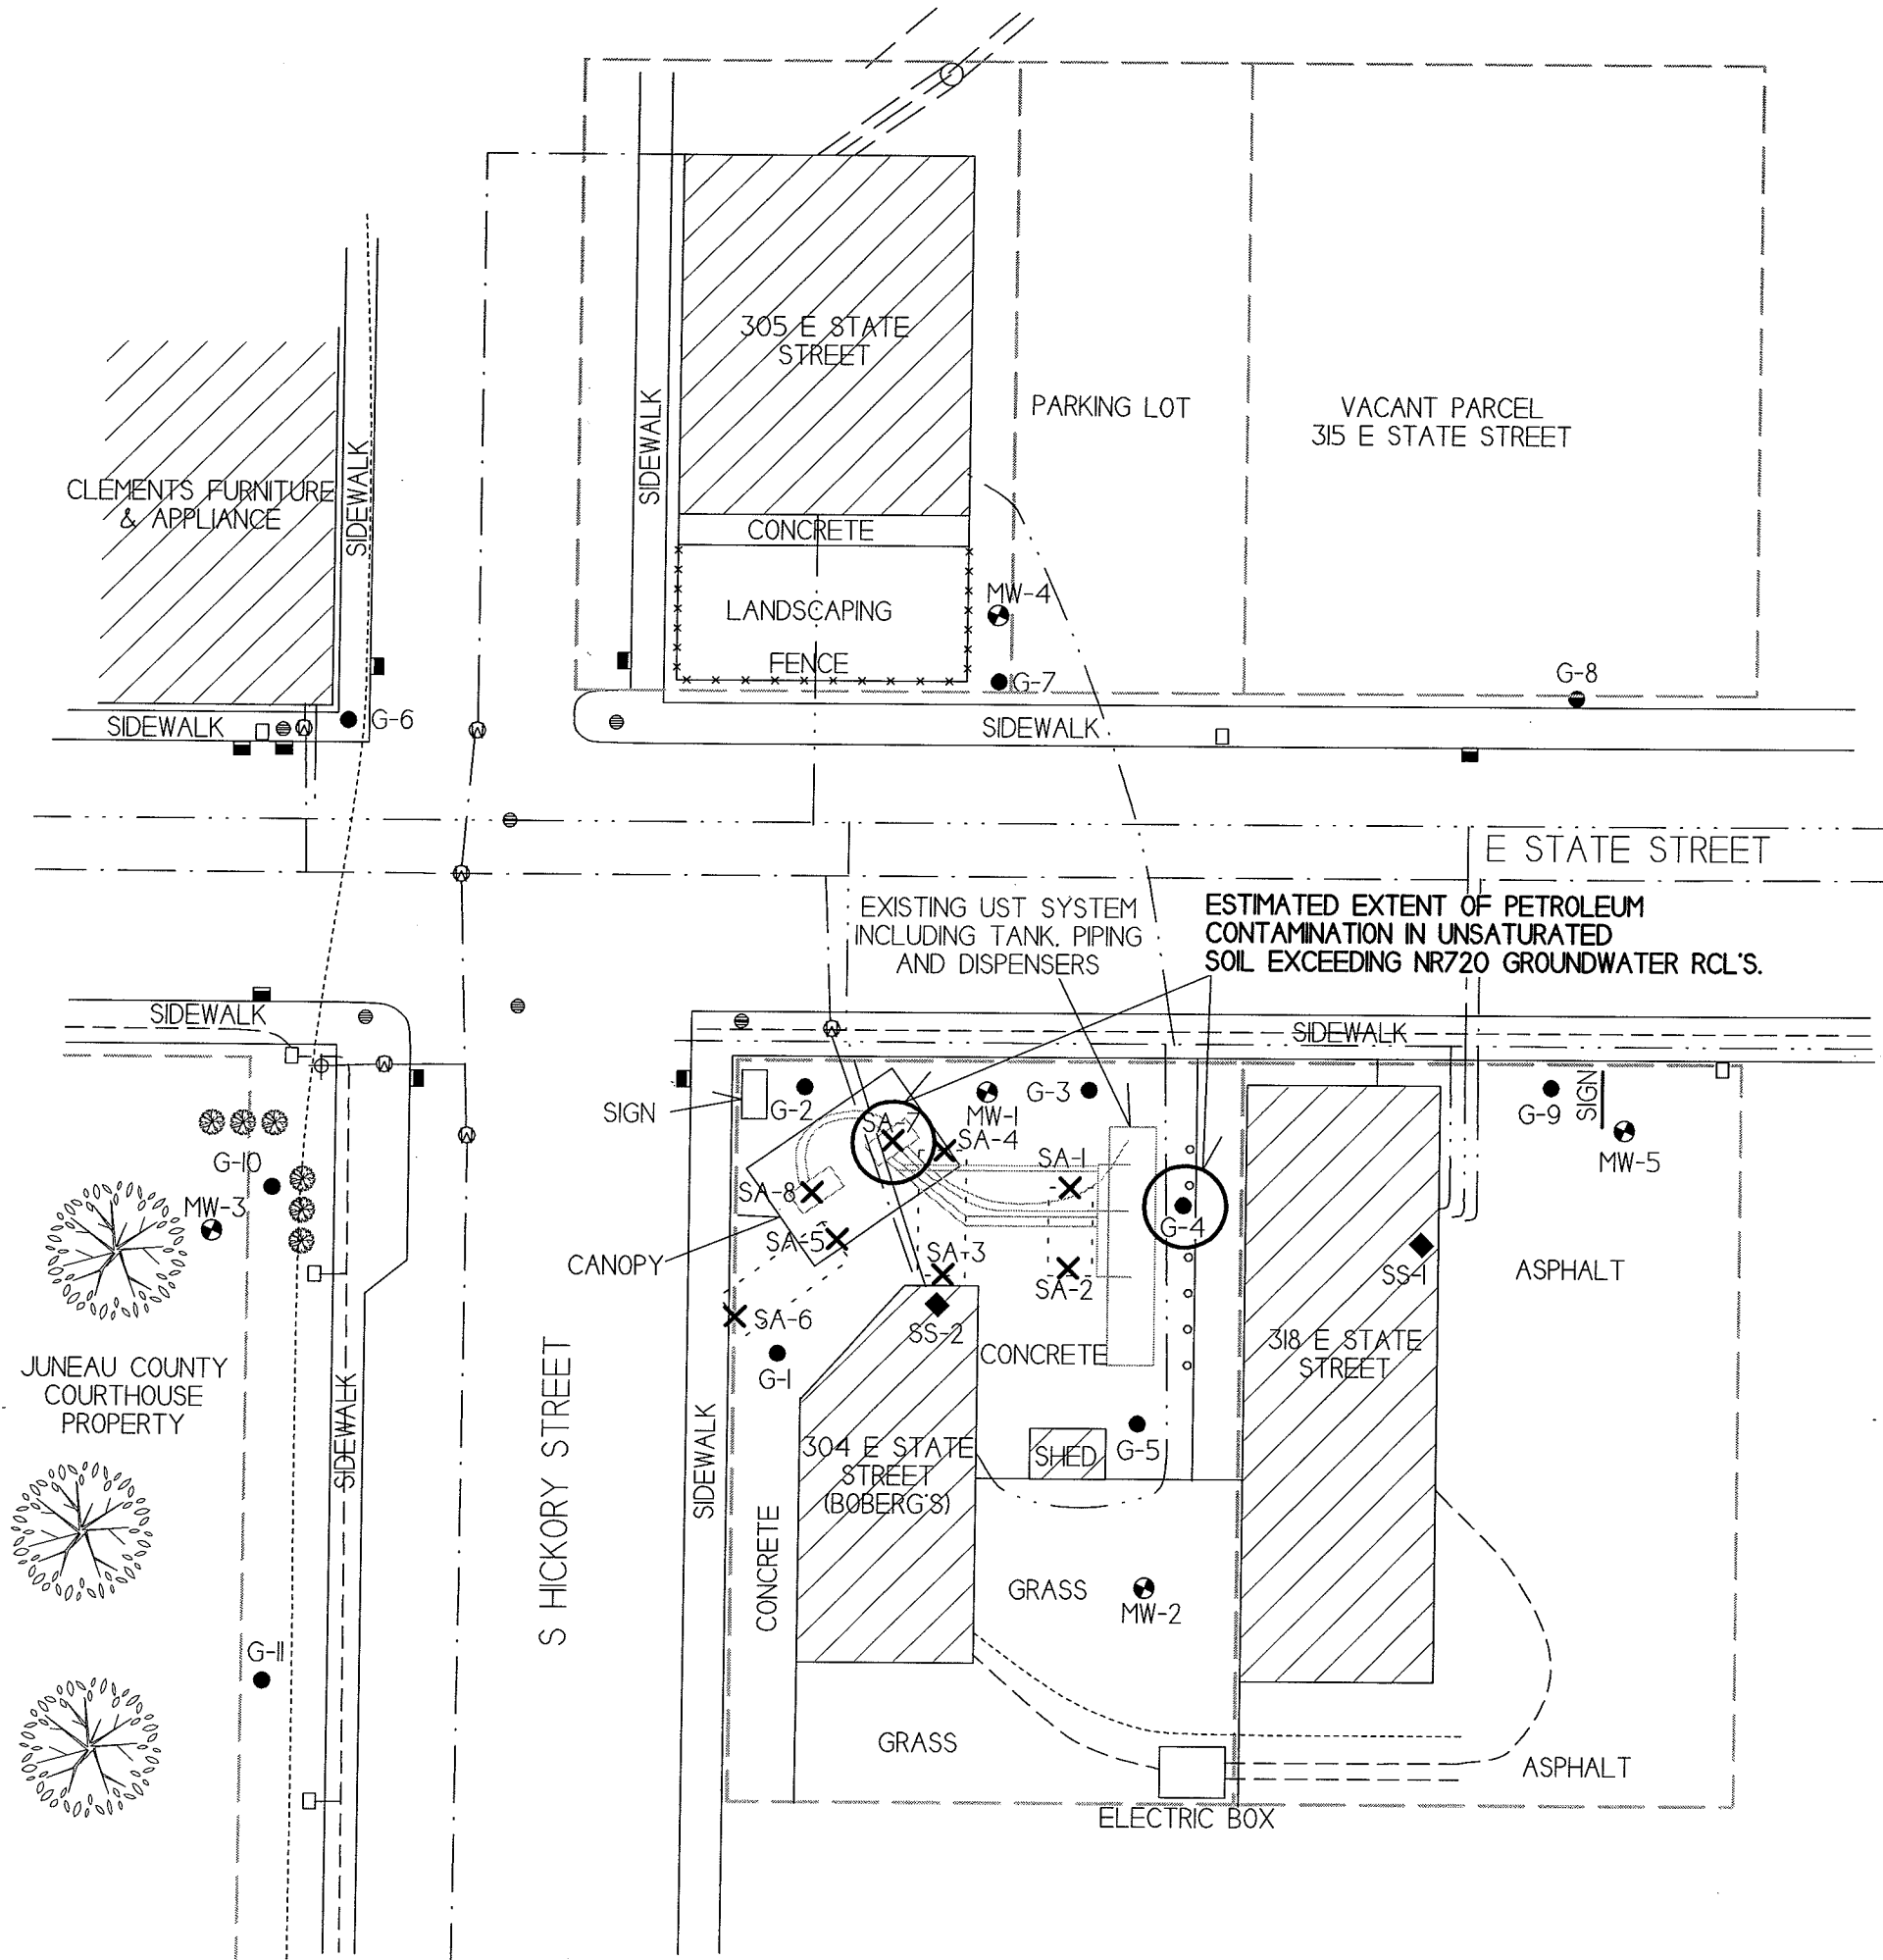 305 E STATE
STREET
PARKING LOT
VACANT PARCEL
315 E STATE STREET
SIDEWALK
SIDEWALK
CLEMENTS FURNITURE
& APPLIANCE
CONCRETE
LANDSCAPING
MW-4
FENCE
G-7
G-8
SIDEWALK
G-6
SIDEWALK
E STATE STREET
EXISTING UST SYSTEM
INCLUDING TANK, PIPING
AND DISPENSERS
ESTIMATED EXTENT OF PETROLEUM
CONTAMINATION IN UNSATURATED
SOIL EXCEEDING NR720 GROUNDWATER RCL'S.
SIDEWALK
SIDEWALK
SIGN
G-2
SA-7
MW-1
G-3
SA-4
G-9
SIGN
MW-5
G-10
MW-3
SA-8
SA-1
G-4
CANOPY
SA-5
SA-3
SA-2
SS-1
ASPHALT
SA-6
SS-2
G-1
CONCRETE
318 E STATE
STREET
JUNEAU COUNTY
COURTHOUSE
PROPERTY
SIDEWALK
S HICKORY STREET
SIDEWALK
CONCRETE
304 E STATE
STREET
(BOBERG'S)
SHED
G-5
GRASS
MW-2
G-11
GRASS
ASPHALT
ELECTRIC BOX
W
W
W
W
W
W